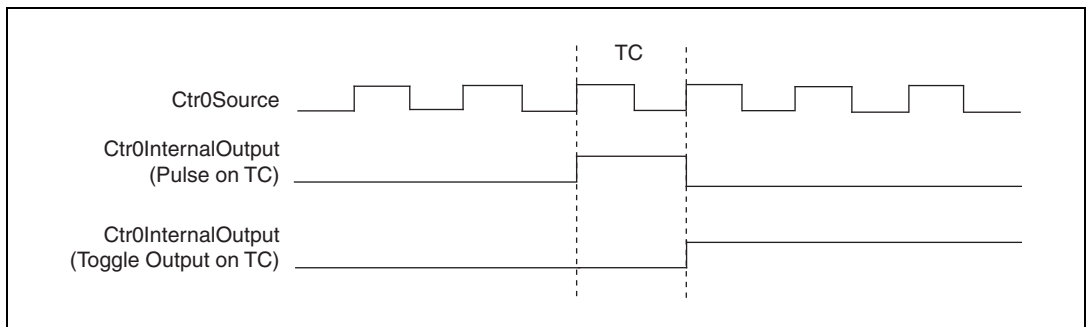 TC
Ctr0Source
Ctr0InternalOutput
(Pulse on TC)
Ctr0InternalOutput
(Toggle Output on TC)